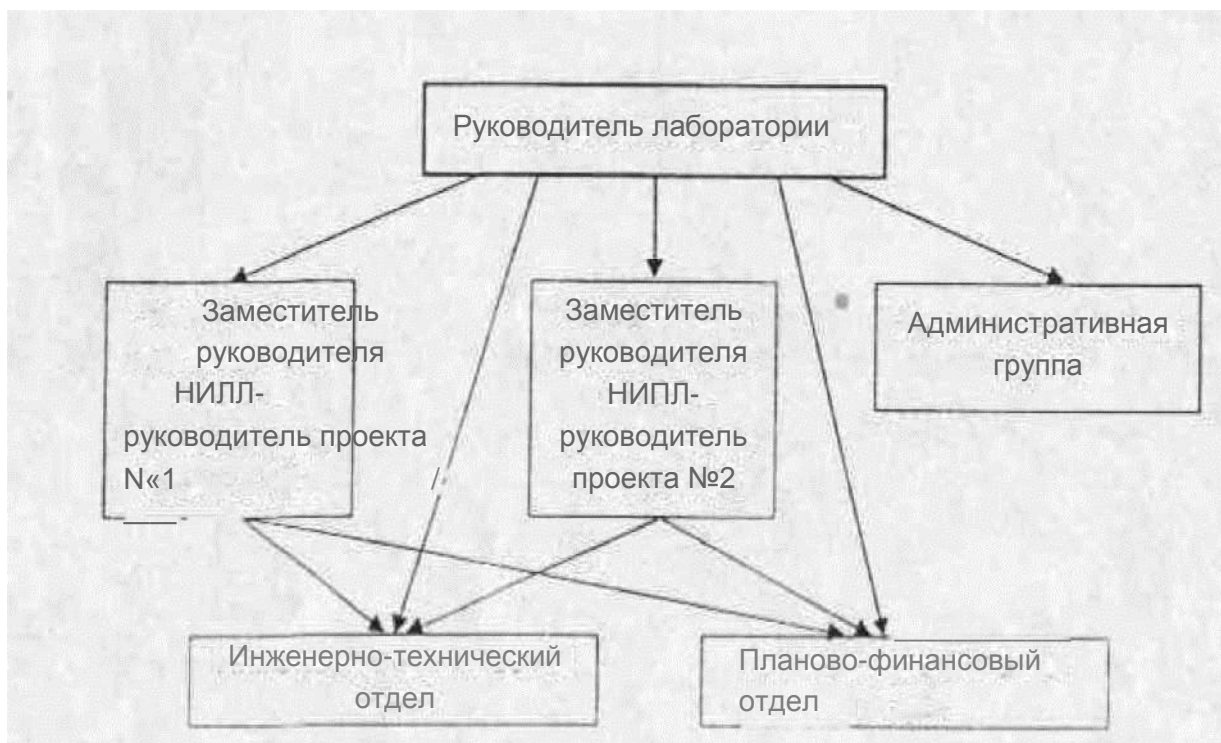 Руководитель лаборатории
Заместитель
руководителя
НИЛЛ-
руководитель проекта
N«1
Заместитель
руководителя
НИПЛ-
руководитель
проекта №2
Административная
группа
Инженерно-технический
отдел
Планово-финансовый
отдел